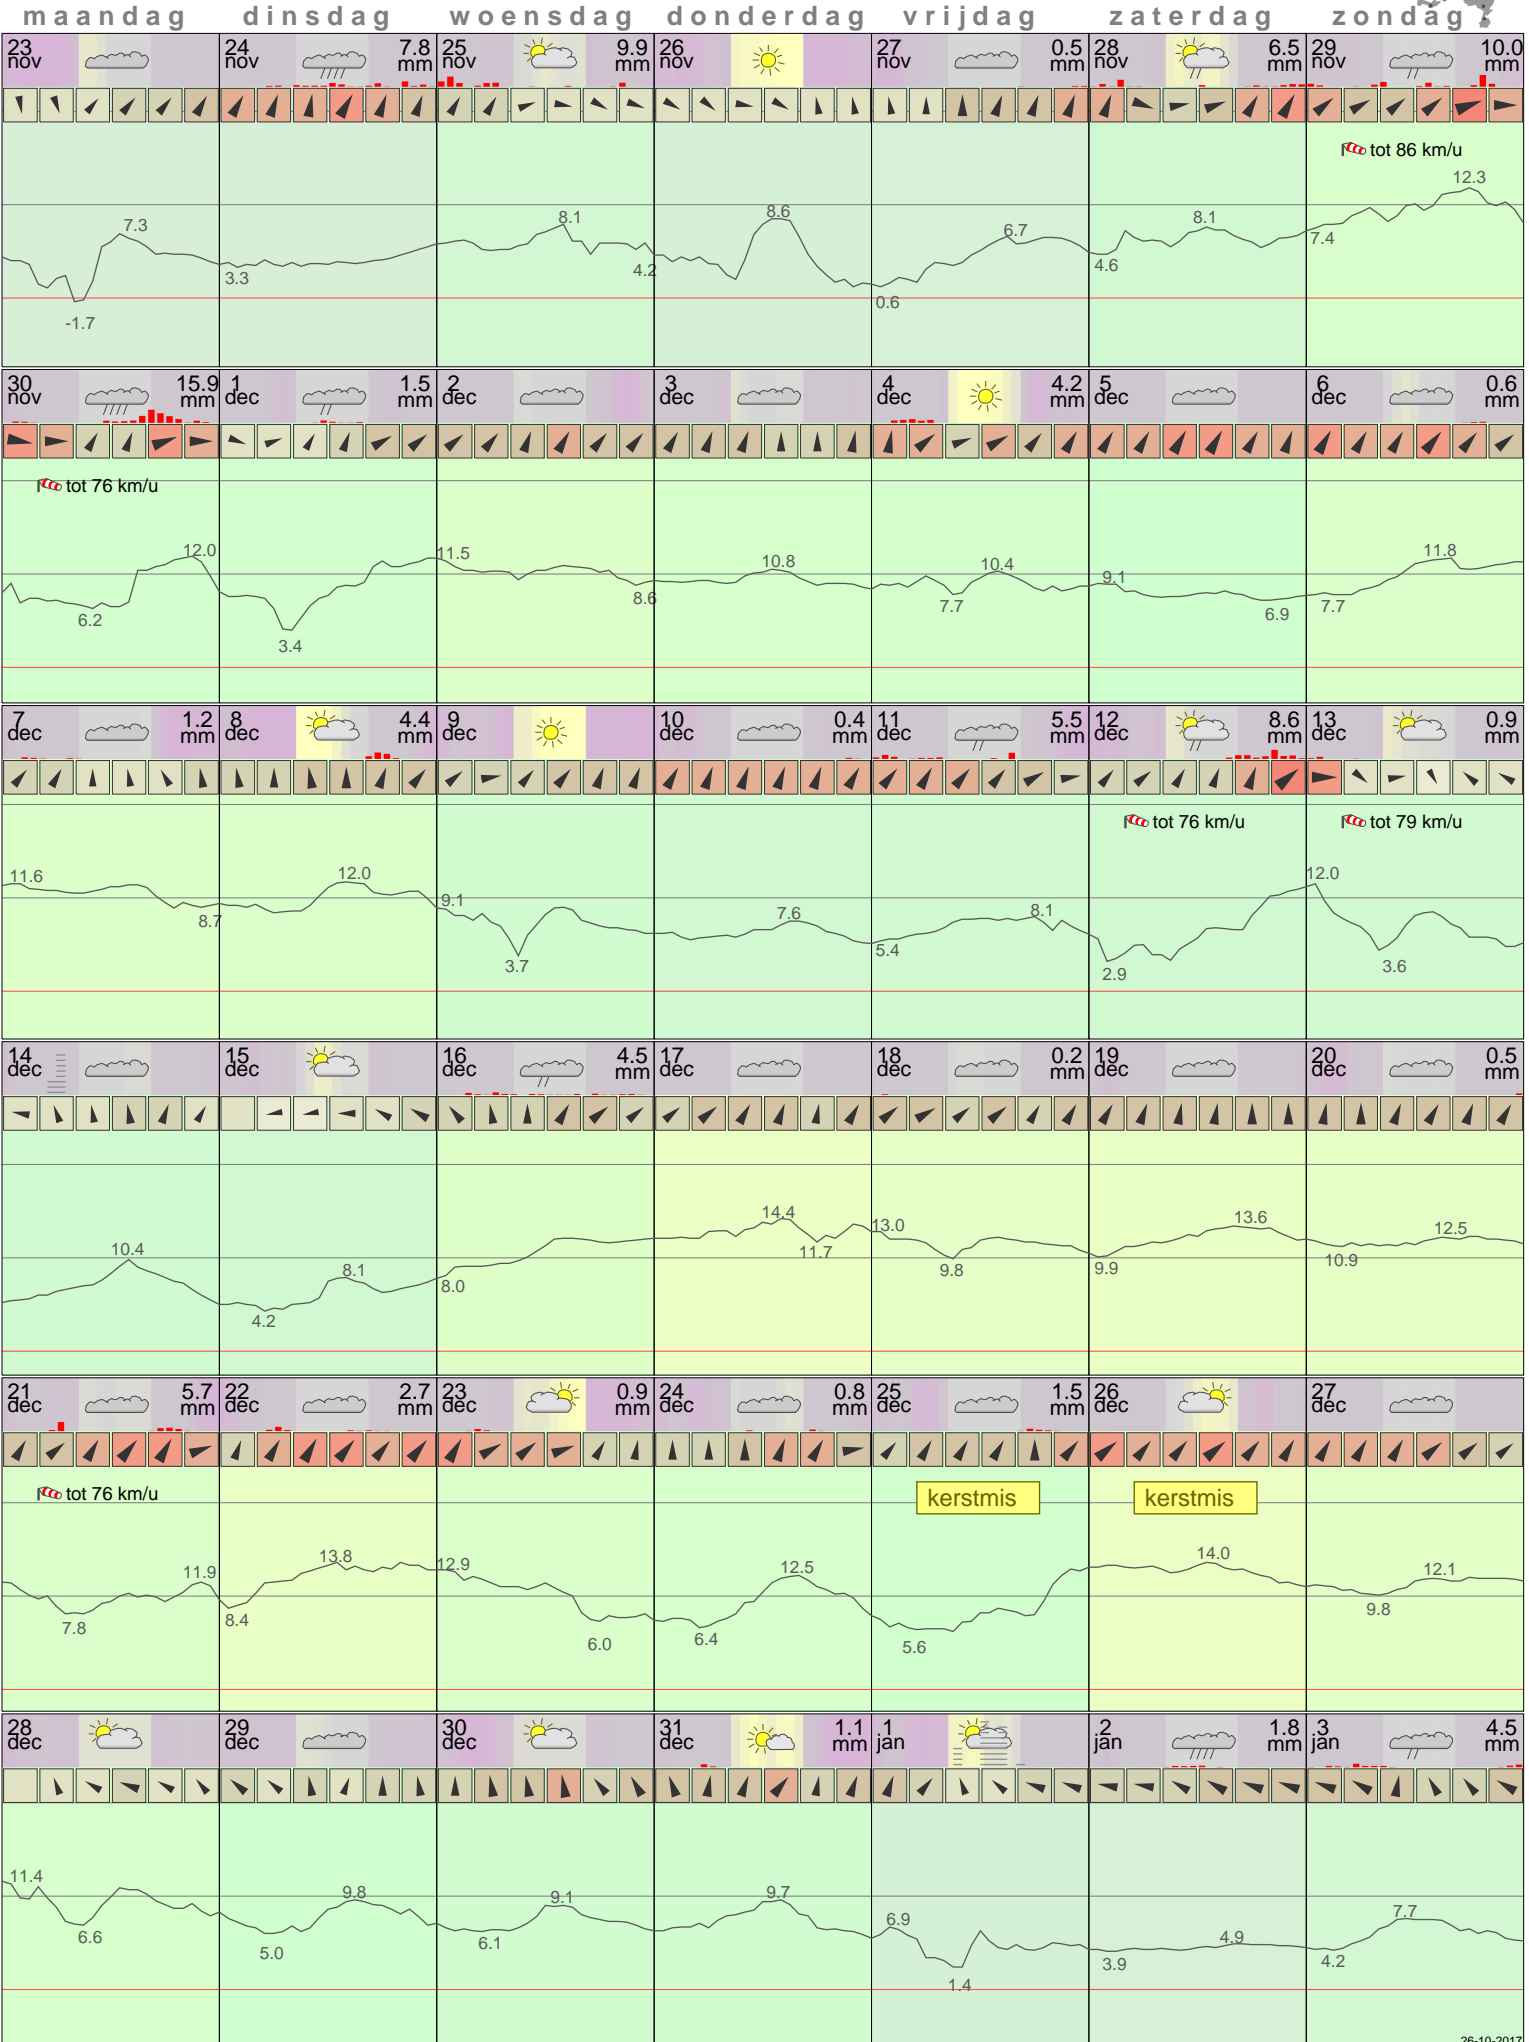 maandag dinsdag woensdag donderdag vrijdag zaterdag zondag
23 nov 24 nov 7.8 mm 25 nov 9.9 mm 26 nov 27 nov 0.5 mm 28 nov 6.5 mm 29 nov 10.0 mm
tot 86 km/u
7.3 -1.7 3.3 8.1 4.2 8.6 0.6 6.7 4.6 8.1 7.4 12.3
30 nov 15.9 mm 1 dec 1.5 mm 2 dec 3 dec 4 dec 4.2 mm 5 dec 6 dec 0.6 mm
tot 76 km/u
6.2 12.0 3.4 11.5 8.6 10.8 7.7 10.4 9.1 6.9 7.7 11.8
7 dec 1.2 mm 8 dec 4.4 mm 9 dec 10 dec 0.4 mm 11 dec 5.5 mm 12 dec 8.6 mm 13 dec 0.9 mm
tot 76 km/u tot 79 km/u
11.6 8.7 12.0 9.1 3.7 7.6 5.4 8.1 2.9 12.0 3.6
14 dec 15 dec 16 dec 4.5 mm 17 dec 18 dec 0.2 mm 19 dec 20 dec 0.5 mm
10.4 4.2 8.1 8.0 14.4 11.7 13.0 9.8 9.9 13.6 10.9 12.5
21 dec 5.7 mm 22 dec 2.7 mm 23 dec 0.9 mm 24 dec 0.8 mm 25 dec 1.5 mm 26 dec 27 dec
tot 76 km/u kerstmis kerstmis
7.8 11.9 8.4 13.8 12.9 6.0 6.4 12.5 5.6 14.0 9.8 12.1
28 dec 29 dec 30 dec 31 dec 1.1 mm 1 jan 2 jan 1.8 mm 3 jan 4.5 mm
11.4 6.6 5.0 9.8 6.1 9.1 9.7 6.9 1.4 3.9 4.9 4.2 7.7
26-10-2017